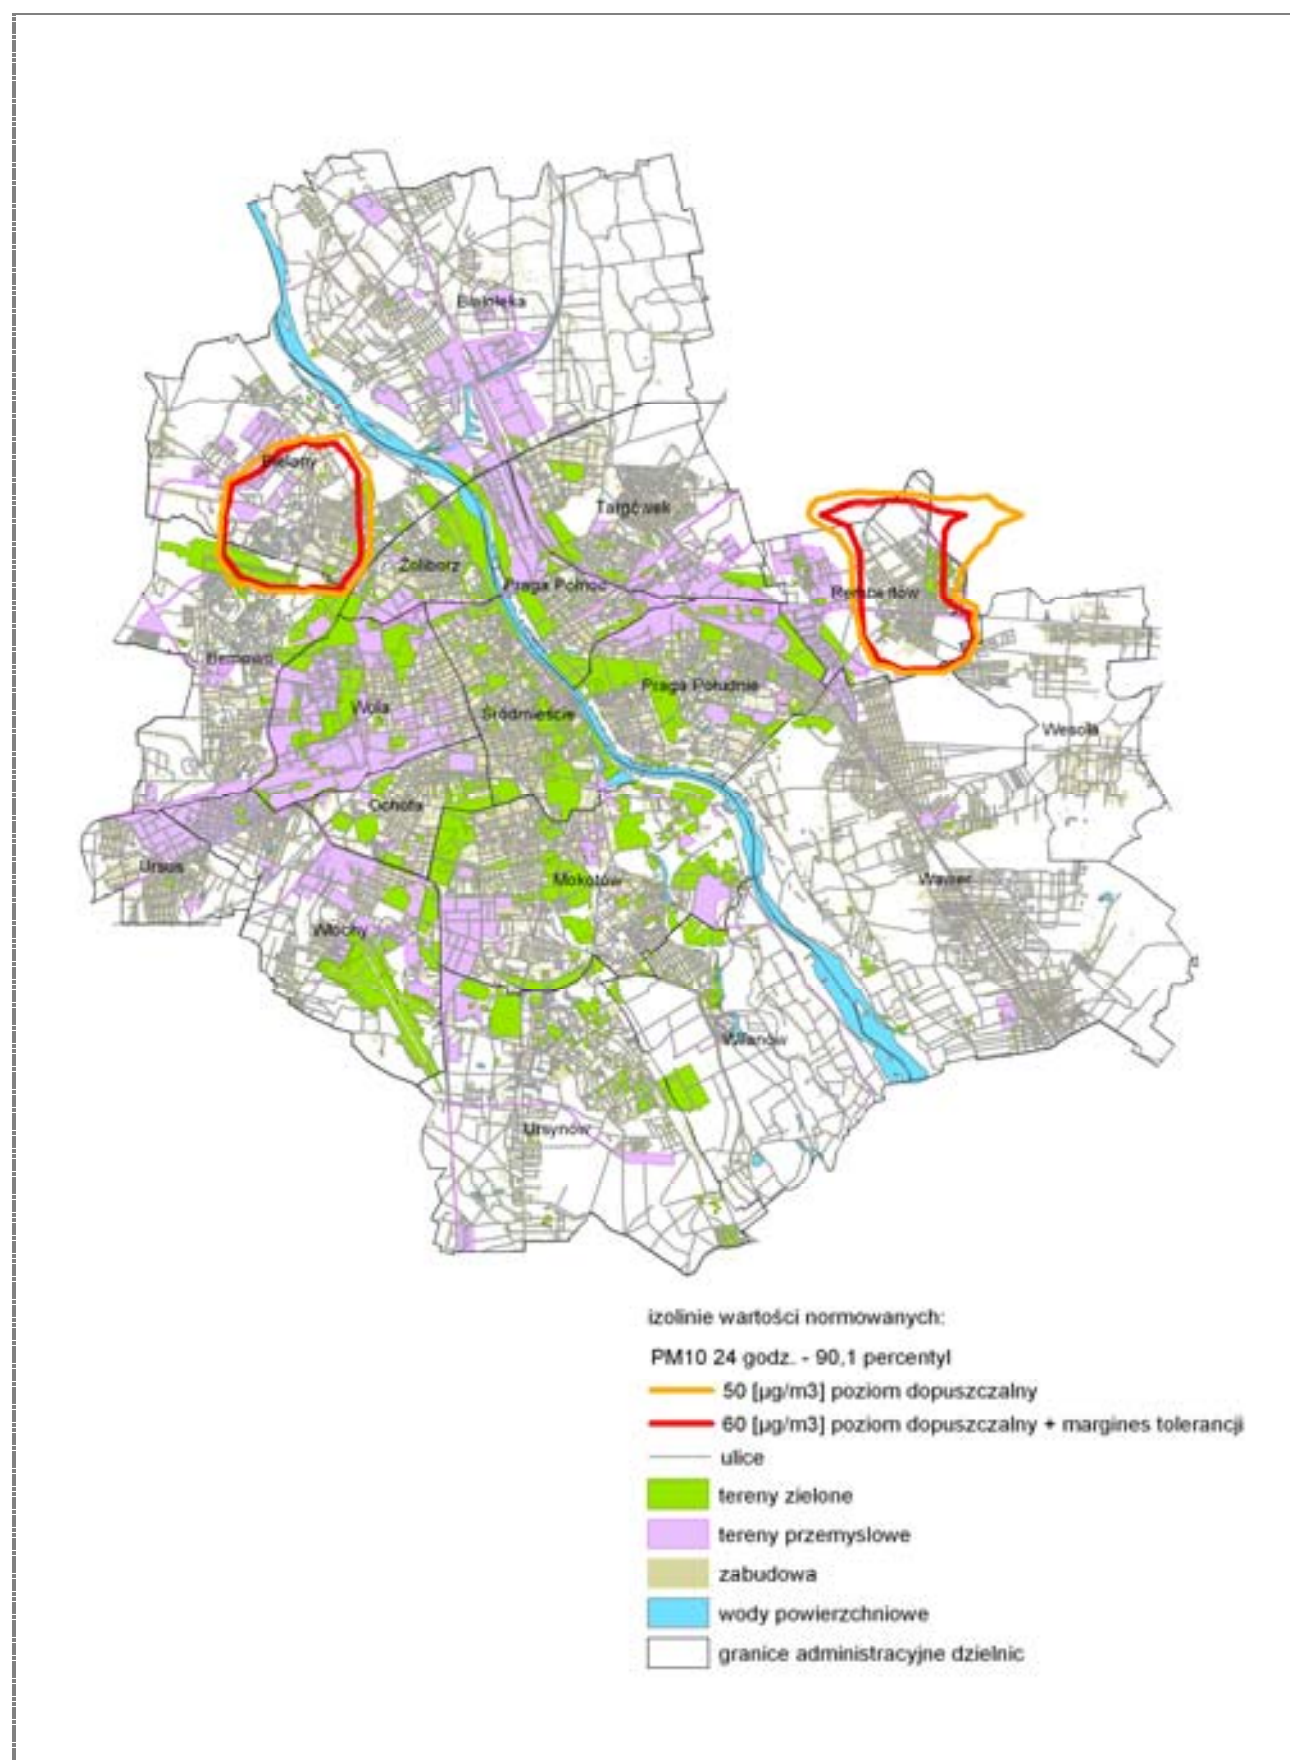 Białołęka
Bielany
Targówek
Żoliborz
Praga Północ
Rembertów
Bemowo
Praga Południe
Wola
Śródmieście
Wesoła
Ochota
Ursus
Mokotów
Wawer
Włochy
Wilanów
Ursynów
izolinie wartości normowanych:
PM10 24 godz. - 90,1 percentyl
50 [µg/m3] poziom dopuszczalny
60 [µg/m3] poziom dopuszczalny + margines tolerancji
ulice
tereny zielone
tereny przemyslowe
zabudowa
wody powierzchniowe
granice administracyjne dzielnic